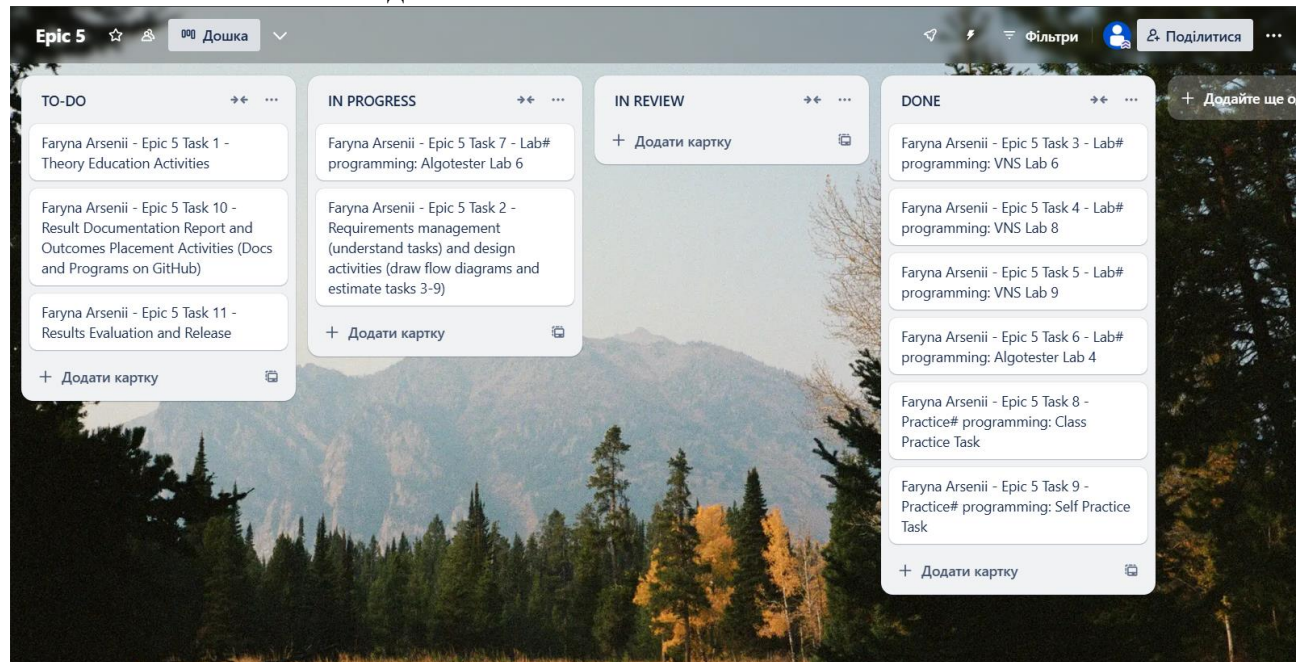 Epic 5
Дошка
Фільтри
Поділитися
TO-DO
Faryna Arsenii - Epic 5 Task 1 -
Theory Education Activities
Faryna Arsenii - Epic 5 Task 10 -
Result Documentation Report and
Outcomes Placement Activities (Docs
and Programs on GitHub)
Faryna Arsenii - Epic 5 Task 11 -
Results Evaluation and Release
+ Додати картку
IN PROGRESS
Faryna Arsenii - Epic 5 Task 7 - Lab#
programming: Algotester Lab 6
Faryna Arsenii - Epic 5 Task 2 -
Requirements management
(understand tasks) and design
activities (draw flow diagrams and
estimate tasks 3-9)
+ Додати картку
IN REVIEW
+ Додати картку
DONE
Faryna Arsenii - Epic 5 Task 3 - Lab#
programming: VNS Lab 6
Faryna Arsenii - Epic 5 Task 4 - Lab#
programming: VNS Lab 8
Faryna Arsenii - Epic 5 Task 5 - Lab#
programming: VNS Lab 9
Faryna Arsenii - Epic 5 Task 6 - Lab#
programming: Algotester Lab 4
Faryna Arsenii - Epic 5 Task 8 -
Practice# programming: Class
Practice Task
Faryna Arsenii - Epic 5 Task 9 -
Practice# programming: Self Practice
Task
+ Додати картку
+ Додайте ще